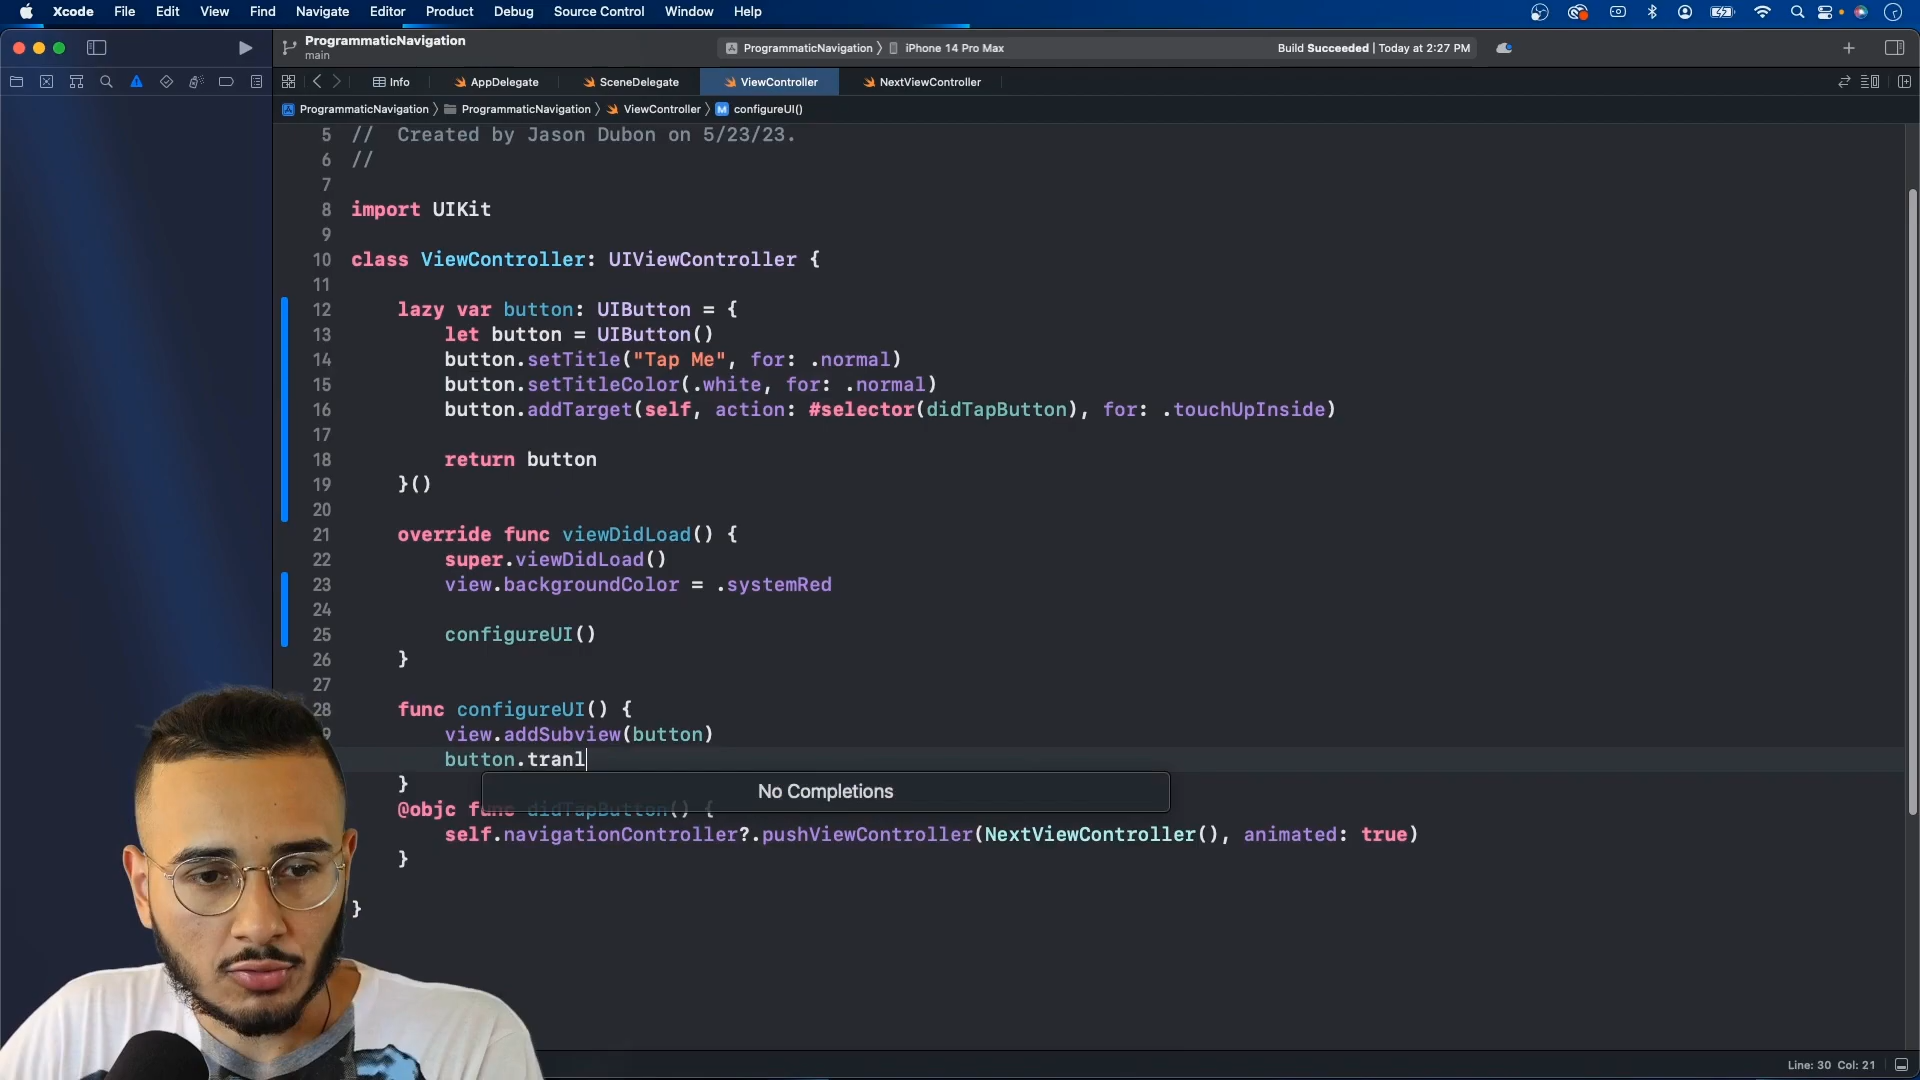 Xcode File Edit View Find Navigate Editor Product Debug Source Control Window Help
ProgrammaticNavigation
main
ProgrammaticNavigation 〉 iPhone 14 Pro Max
Build Succeeded | Today at 2:27 PM
Info AppDelegate SceneDelegate ViewController NextViewController
ProgrammaticNavigation 〉 ProgrammaticNavigation 〉 ViewController 〉 M configureUI()
5 //  Created by Jason Dubon on 5/23/23.
6 //
7
8 import UIKit
9
10 class ViewController: UIViewController {
11
12     lazy var button: UIButton = {
13         let button = UIButton()
14         button.setTitle("Tap Me", for: .normal)
15         button.setTitleColor(.white, for: .normal)
16         button.addTarget(self, action: #selector(didTapButton), for: .touchUpInside)
17
18         return button
19     }()
20
21     override func viewDidLoad() {
22         super.viewDidLoad()
23         view.backgroundColor = .systemRed
24
25         configureUI()
26     }
27
28     func configureUI() {
9         view.addSubview(button)
button.tranl
}
No Completions
@objc func didTapButton() {
self.navigationController?.pushViewController(NextViewController(), animated: true)
}
}
Line: 30 Col: 21